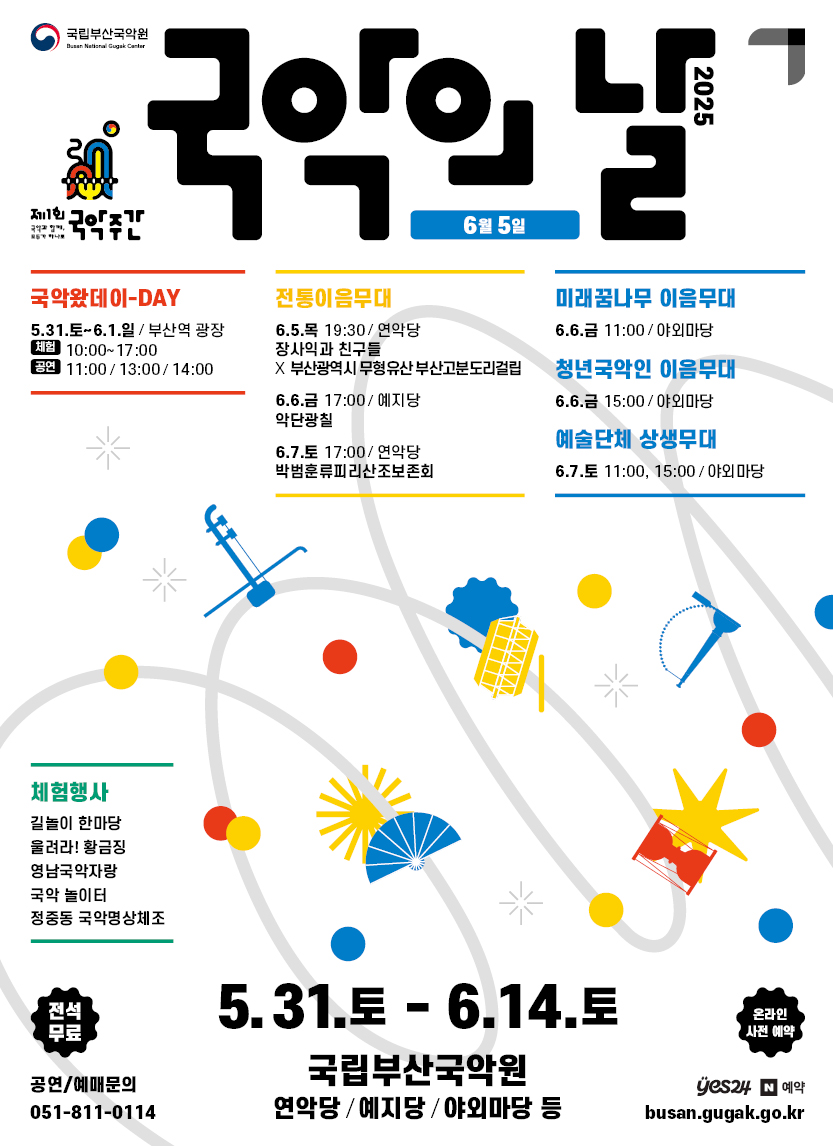 국립부산국악원
Busan National Gugak Center
국악의 날
2025
6월 5일
제1회 국악주간
국악과 함께,
모두가 하나로
국악왔데이-DAY
5.31.토~6.1.일 / 부산역 광장
체험 10:00~17:00
공연 11:00 / 13:00 / 14:00
전통이음무대
6.5.목 19:30 / 연악당
장사익과 친구들
X 부산광역시 무형유산 부산고분도리걸립
6.6.금 17:00 / 예지당
악단광칠
6.7.토 17:00 / 연악당
박범훈류피리산조보존회
미래꿈나무 이음무대
6.6.금 11:00 / 야외마당
청년국악인 이음무대
6.6.금 15:00 / 야외마당
예술단체 상생무대
6.7.토 11:00, 15:00 / 야외마당
체험행사
길놀이 한마당
울려라! 황금징
영남국악자랑
국악 놀이터
정중동 국악명상체조
전석
무료
5.31.토 - 6.14.토
국립부산국악원
연악당 / 예지당 / 야외마당 등
공연/예매문의
051-811-0114
온라인
사전 예약
yes24 N 예약
busan.gugak.go.kr